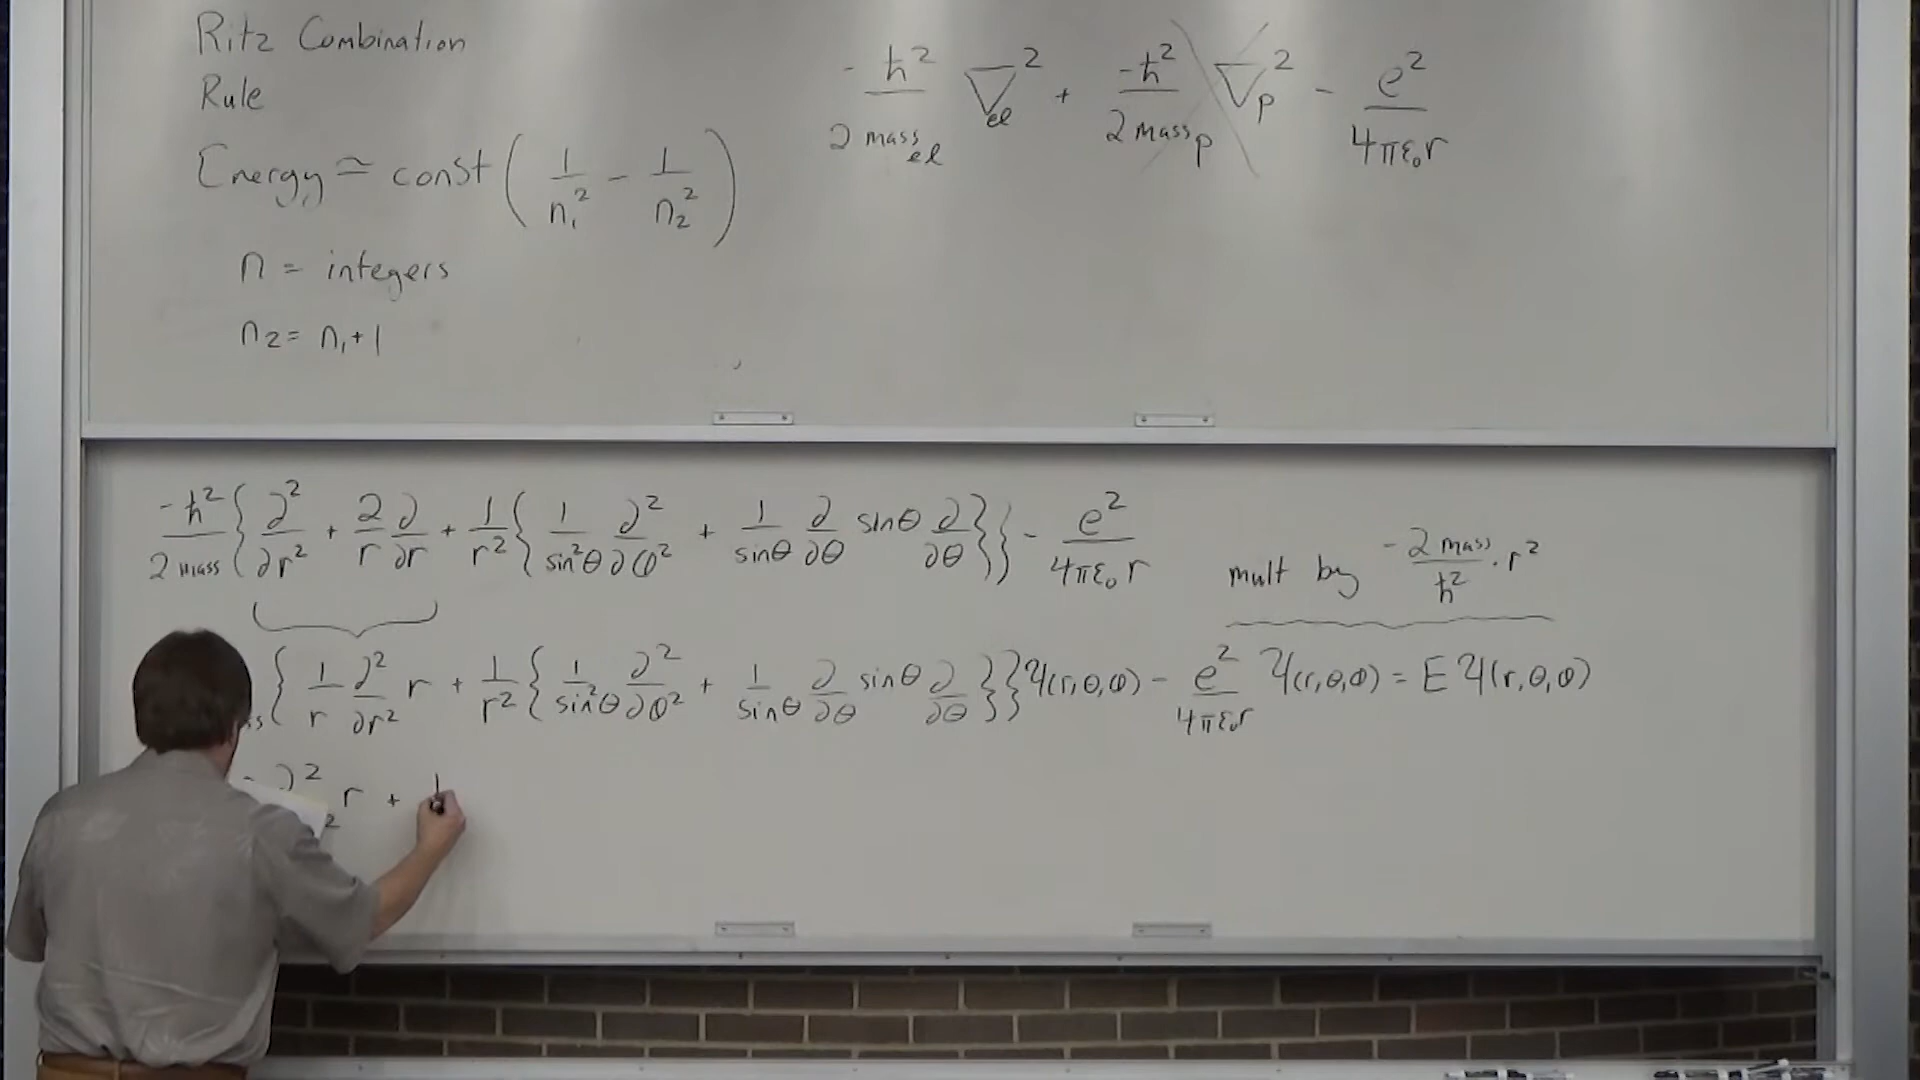 Ritz Combination
Rule
Energy ≃ const ( 1/n₁² - 1/n₂² )
n = integers
n₂ = n₁ + 1
-ħ²/2 mass_el ∇_el² + -ħ²/2 mass_p ∇_p² - e²/4πε₀r
-ħ²/2 mass { ∂²/∂r² + 2/r ∂/∂r + 1/r² { 1/sin²θ ∂²/∂φ² + 1/sinθ ∂/∂θ sinθ ∂/∂θ }} - e²/4πε₀r
mult by -2 mass/ħ² · r²
{ 1/r ∂²/∂r² r + 1/r² { 1/sin²θ ∂²/∂φ² + 1/sinθ ∂/∂θ sinθ ∂/∂θ }} Ψ(r,θ,φ) - e²/4πε₀r Ψ(r,θ,φ) = E Ψ(r,θ,φ)
∂² r +